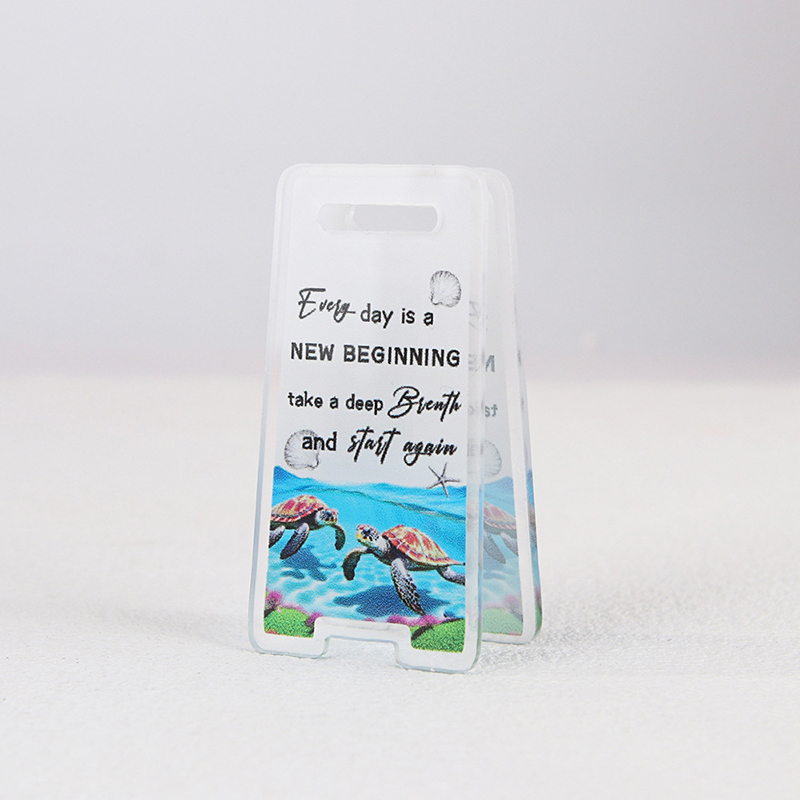 Every day is a
NEW BEGINNING
take a deep Breath
and start again